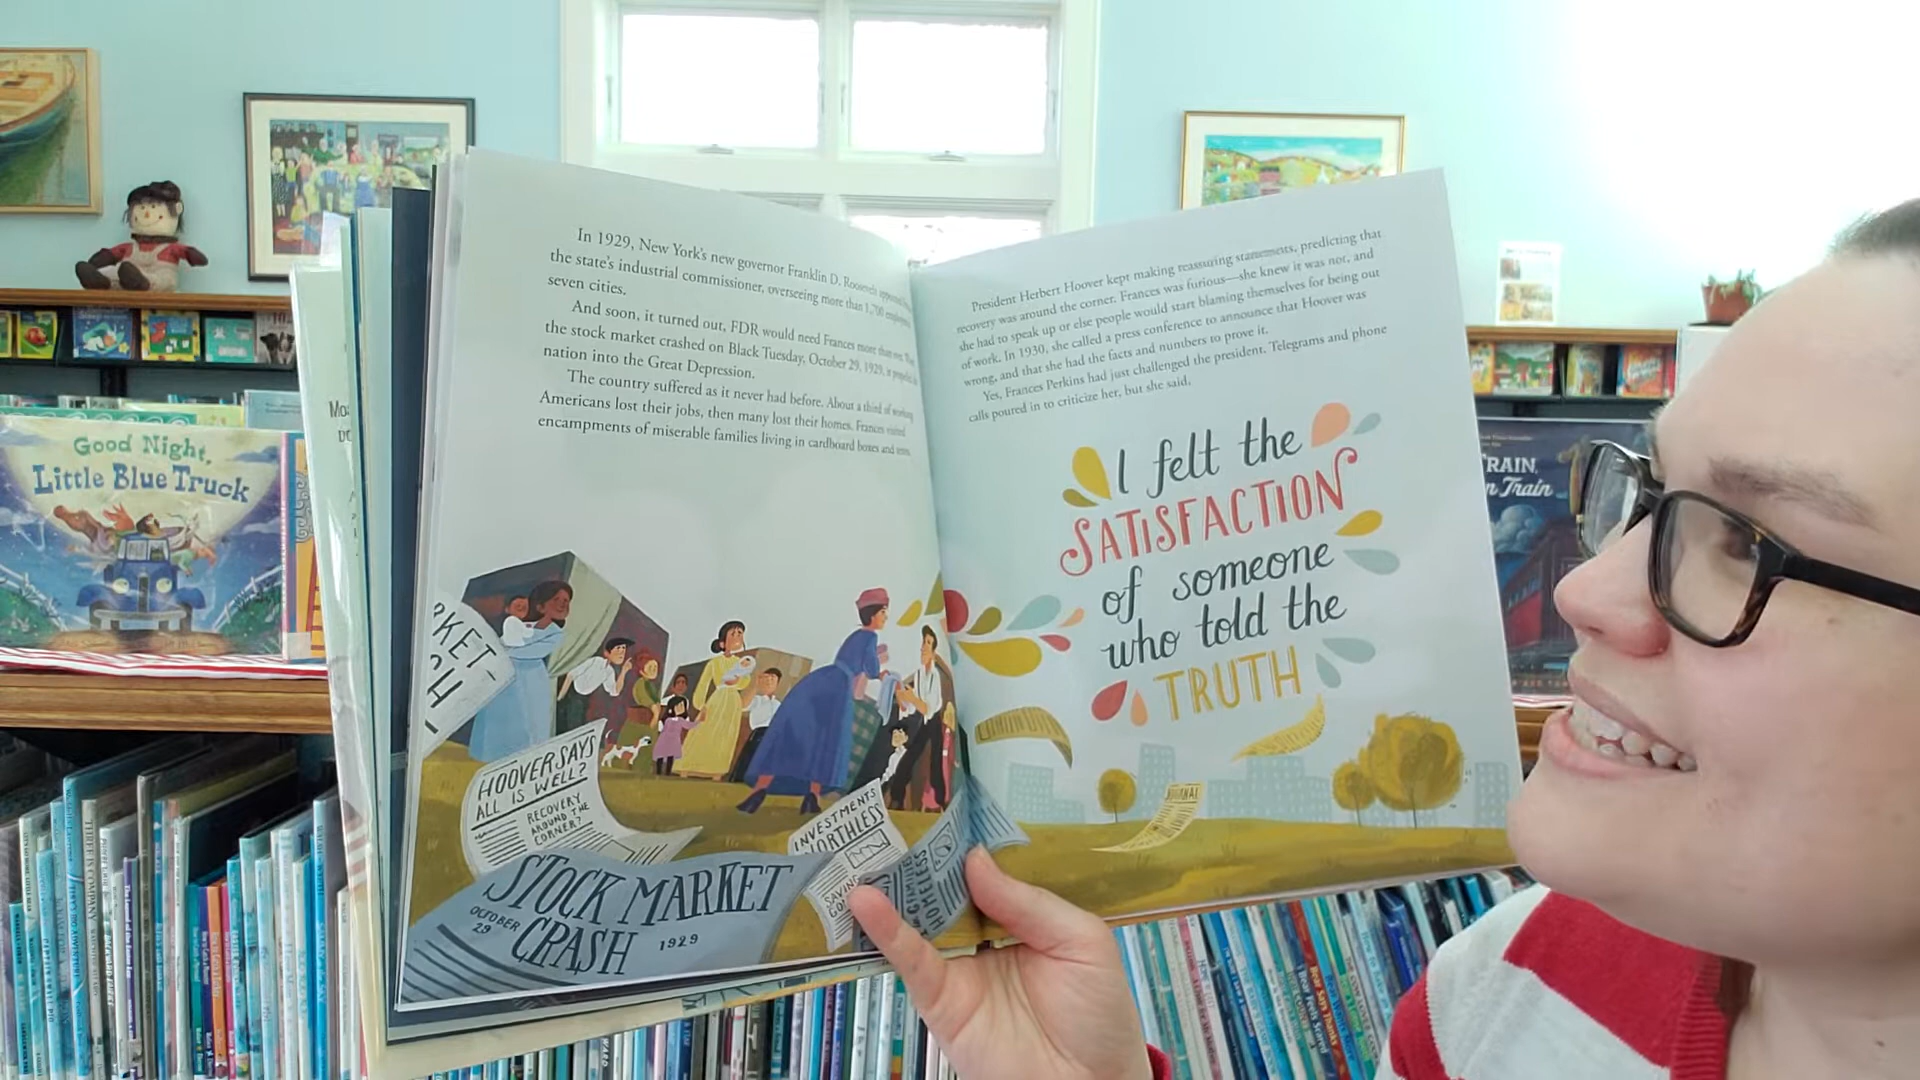 In 1929, New York's new governor Franklin D. Roosevelt appointed
the state's industrial commissioner, overseeing more than 1,700 employees
seven cities.
And soon, it turned out, FDR would need Frances more than
the stock market crashed on Black Tuesday, October 29, 1929, it
nation into the Great Depression.
The country suffered as it never had before. About a third of working
Americans lost their jobs, then many lost their homes. Frances visited
encampments of miserable families living in cardboard boxes and tents.
HOOVER SAYS
ALL IS WELL?
RECOVERY
AROUND THE
CORNER?
INVESTMENTS
WORTHLESS
STOCK MARKET
CRASH
OCTOBER
29
1929
HOMELESS
President Herbert Hoover kept making reassuring statements, predicting that
recovery was around the corner. Frances was furious—she knew it was not, and
she had to speak up or else people would start blaming themselves for being out
of work. In 1930, she called a press conference to announce that Hoover was
wrong, and that she had the facts and numbers to prove it.
Yes, Frances Perkins had just challenged the president. Telegrams and phone
calls poured in to criticize her, but she said,
I felt the
SATISFACTION
of someone
who told the
TRUTH
JOURNAL
Good Night,
Little Blue Truck
RAIN,
n Train